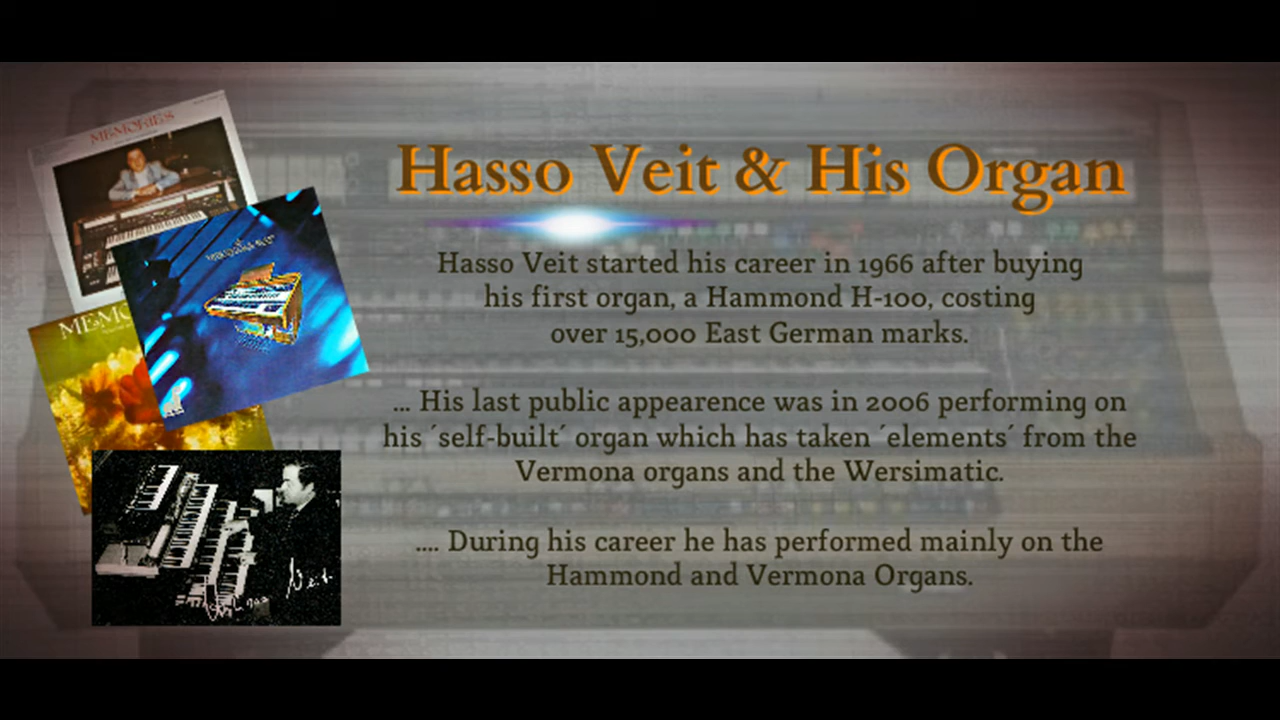 MEMORIES
MEMO
Hasso Veit & His Organ
Hasso Veit started his career in 1966 after buying
his first organ, a Hammond H-100, costing
over 15,000 East German marks.
... His last public appearence was in 2006 performing on
his ´self-built´ organ which has taken ´elements´ from the
Vermona organs and the Wersimatic.
.... During his career he has performed mainly on the
Hammond and Vermona Organs.